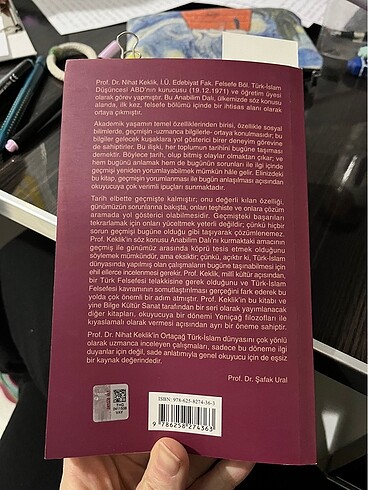 Prof. Dr. Nihat Keklik, İ.Ü. Edebiyat Fak. Felsefe Böl. Türk-İslam
Düşüncesi ABD'nın kurucusu (19.12.1971) ve öğretim üyesi
olarak görev yapmıştır. Bu Anabilim Dalı, ülkemizde söz konusu
alanda, ilk kez, felsefe bölümü içinde bir ihtisas alanı olarak
ortaya çıkmıştır.
Akademik yaşamın temel özelliklerinden birisi, özellikle sosyal
bilimlerde, geçmişin -uzmanca bilgilerle- ortaya konulmasıdır; bu
bilgiler gelecek kuşaklara yol gösterici birer deneyim görevine
de sahiptirler. Bu ilişki, her toplumun tarihini bugüne taşıması
demektir. Böylece tarih, olup bitmiş olaylar olmaktan çıkar; ve
hem bugünü anlamak hem de bugünün sorunları ile ilgi içinde
geçmişi yeniden yorumlayabilmek mümkün hâle gelir. Elinizdeki
bu kitap, geçmişin yorumlanması ile bugün anlaşılması açısından
okuyucuya çok verimli ipuçları sunmaktadır.
Tarih elbette geçmişte kalmıştır; onu değerli kılan özelliği,
günümüzün sorunlarına bakışta, onları teşhiste ve onlara çözüm
aramada yol gösterici olabilmesidir. Geçmişteki başarıları
tekrarlamak için onları yüceltmek yeterli değildir; çünkü hiçbir
sorun geçmişi bugüne olduğu gibi taşıyarak çözümlenemez.
Prof. Keklik'in söz konusu Anabilim Dalı'nı kurmaktaki amacının
geçmiş ile günümüz arasında köprü tesis etmek olduğunu
söylemek mümkündür, ama eksiktir; çünkü, açıktır ki, Türk-İslam
dünyasında yapılmış olan çalışmaların bugüne taşınabilmesi için
ehil ellerce incelenmesi gerekir. Prof. Keklik, millî kültür açısından,
bir Türk Felsefesi telakkisine gerek olduğunu ve Türk-İslam
Felsefesi kavramının somutlaştırılması gerçeğini fark ederek bu
yolda çok önemli bir adım atmıştır. Prof. Keklik'in bu kitabı ve
yine Bilge Kültür Sanat tarafından bir seri olarak yayımlanacak
diğer kitapları, okuyucuya bir dönemi Yeniçağ filozofları ile
kıyaslamalı olarak vermesi açısından ayrı bir öneme sahiptir.
Prof. Dr. Nihat Keklik'in Ortaçağ Türk-İslam dünyasını çok yönlü
olarak uzmanca inceleyen çalışmaları, sadece bu döneme ilgi
duyanlar için değil, sade anlatımıyla genel okuyucu için de eşsiz
bir kaynak değerindedir.
Prof. Dr. Şafak Ural
ISBN: 978-625-8274-36-3
9 786258 274363